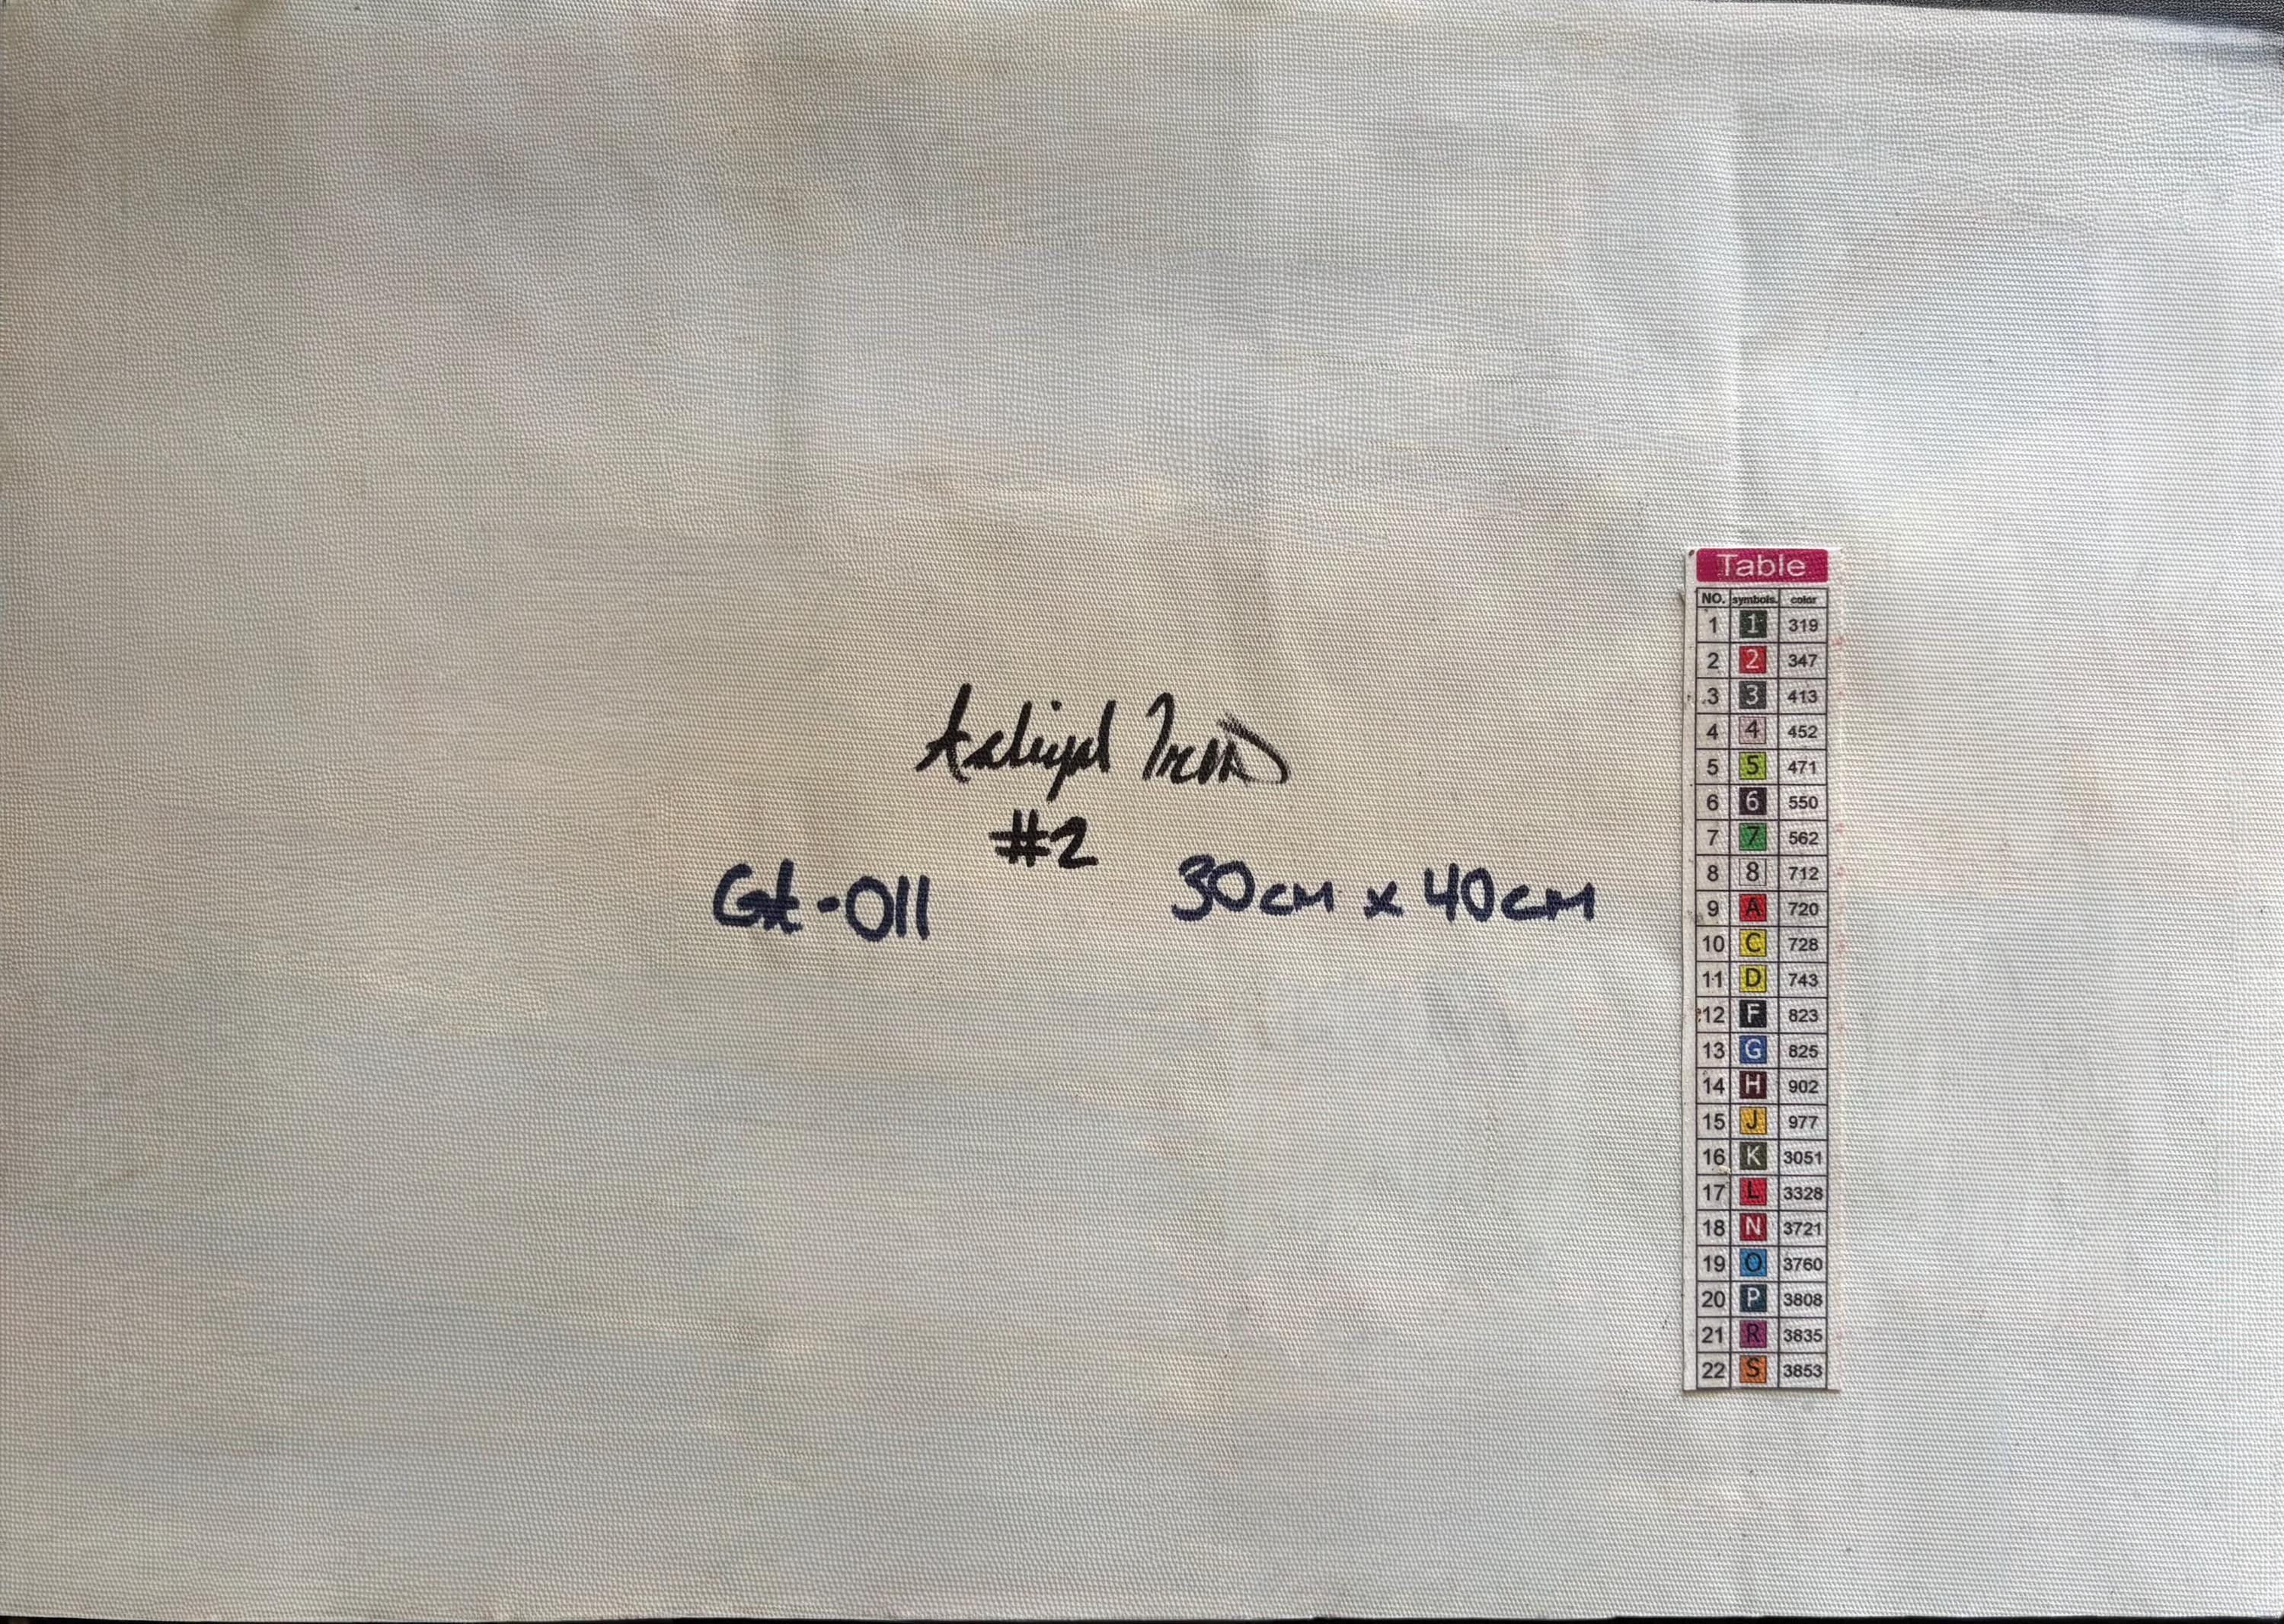 #2
GK-011 30cm x 40cm
Table
NO. symbols. color
1 1 319
2 2 347
3 3 413
4 4 452
5 5 471
6 6 550
7 7 562
8 8 712
9 A 720
10 C 728
11 D 743
12 F 823
13 G 825
14 H 902
15 J 977
16 K 3051
17 L 3328
18 N 3721
19 O 3760
20 P 3808
21 R 3835
22 S 3853